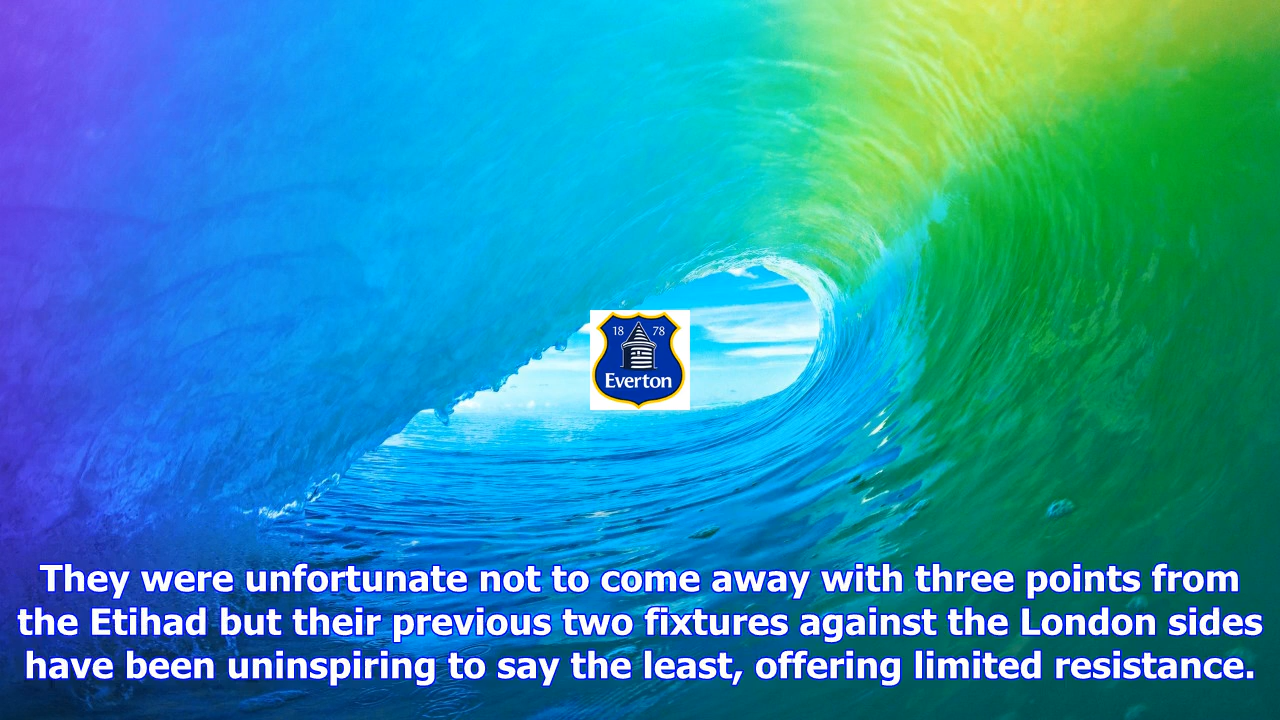 18 78
Everton
They were unfortunate not to come away with three points from
the Etihad but their previous two fixtures against the London sides
have been uninspiring to say the least, offering limited resistance.